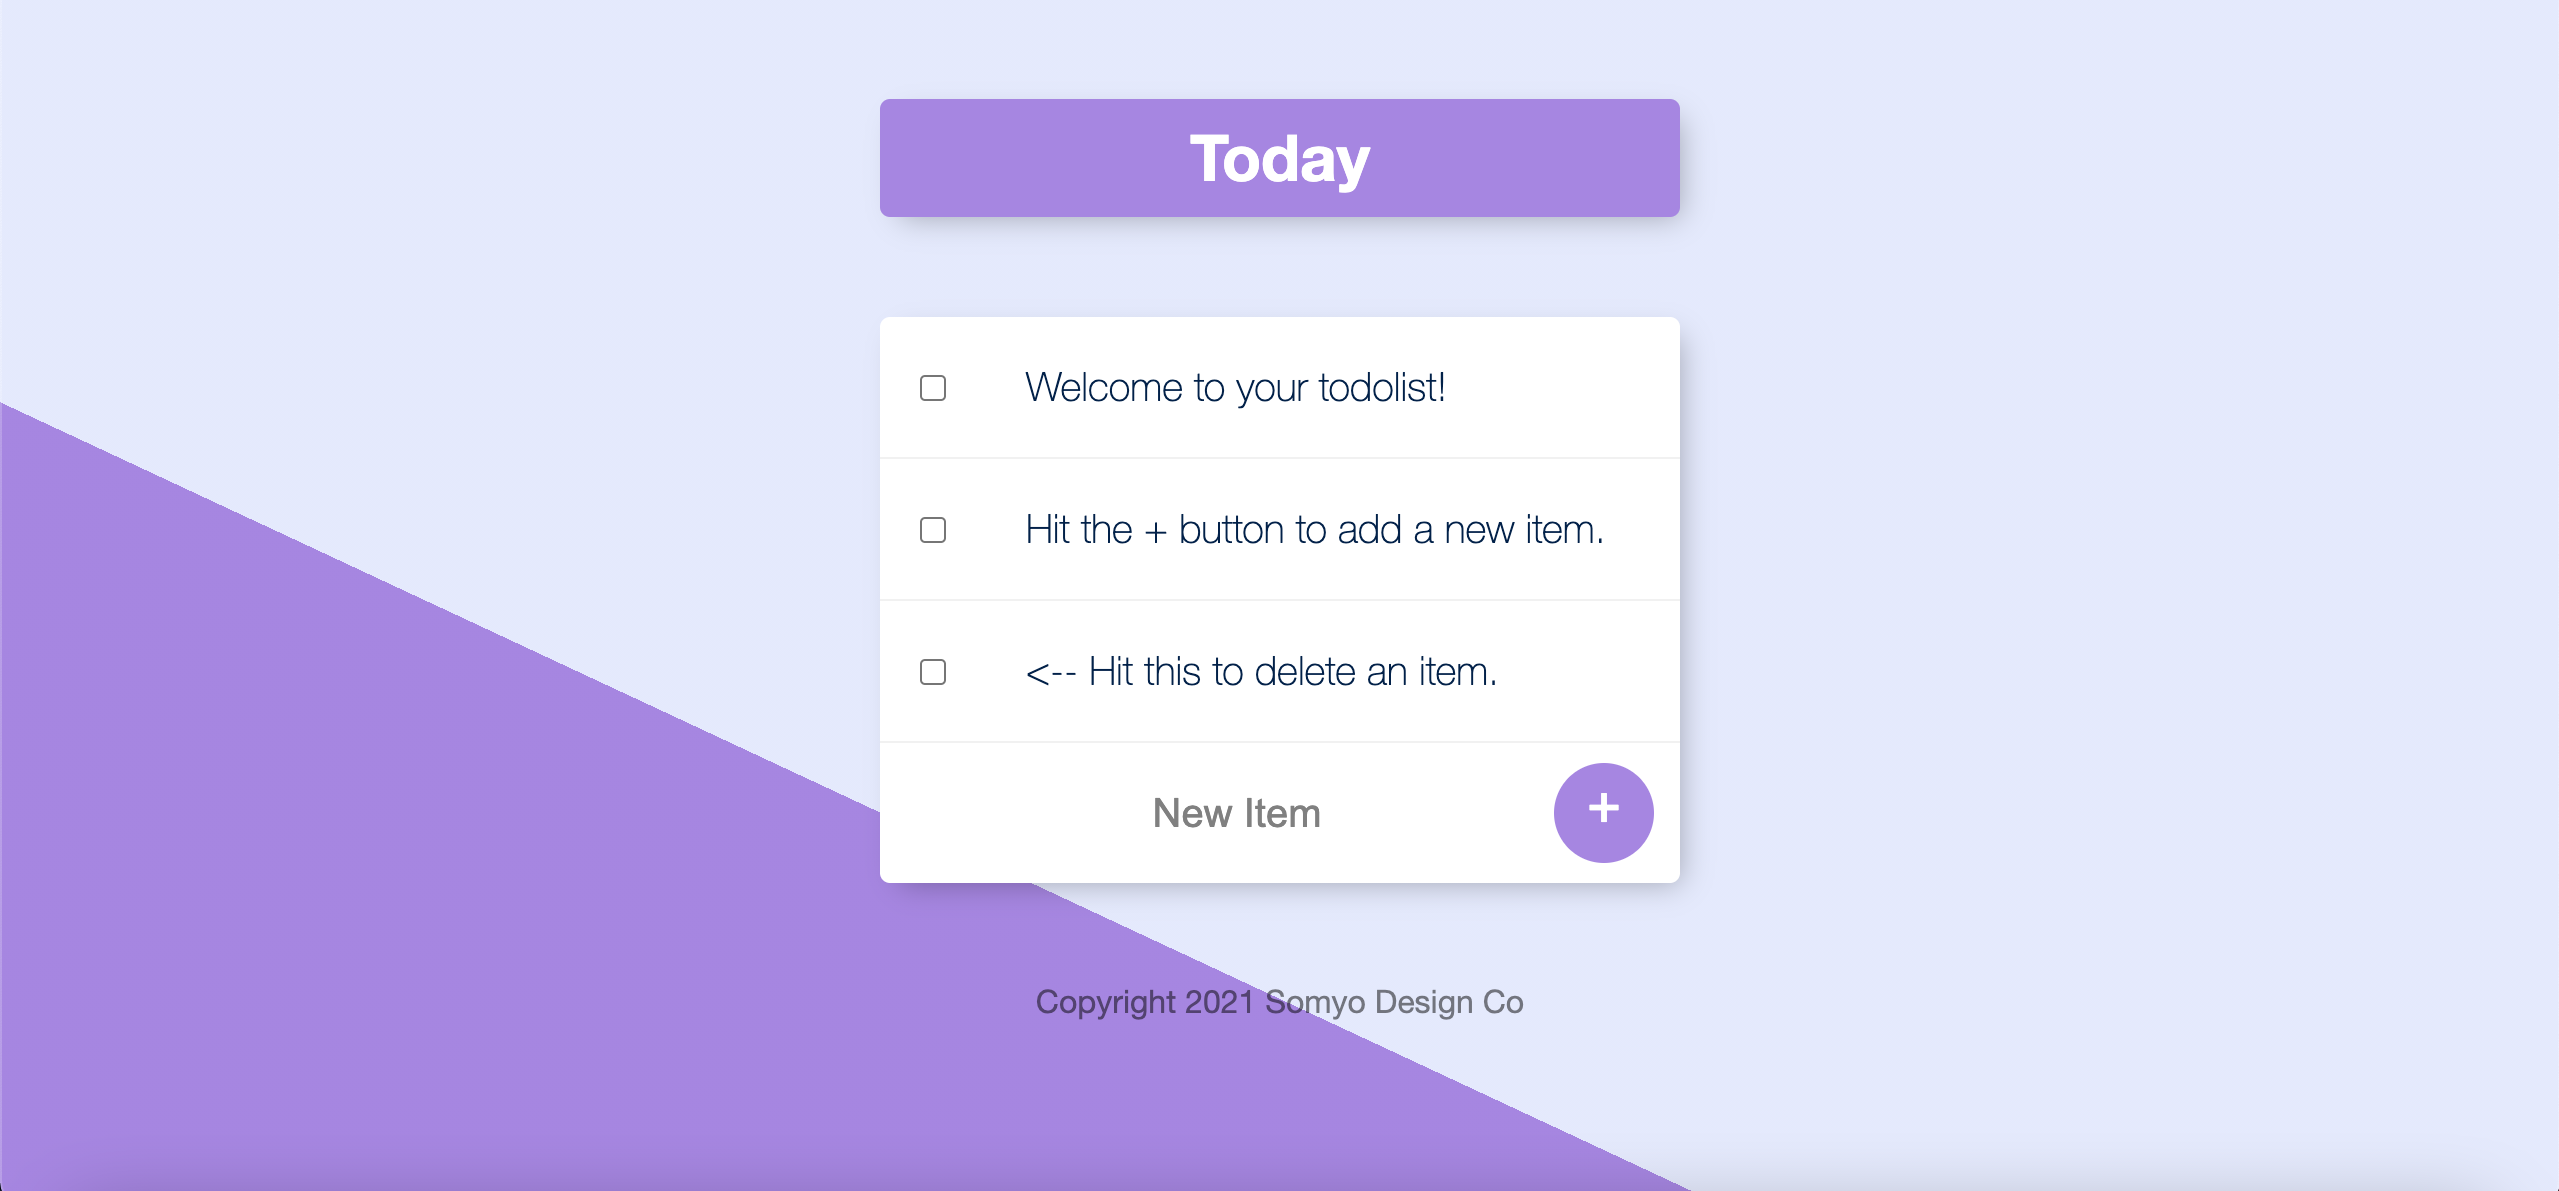 Today
Welcome to your todolist!
Hit the + button to add a new item.
<-- Hit this to delete an item.
New Item
+
Copyright 2021 Somyo Design Co